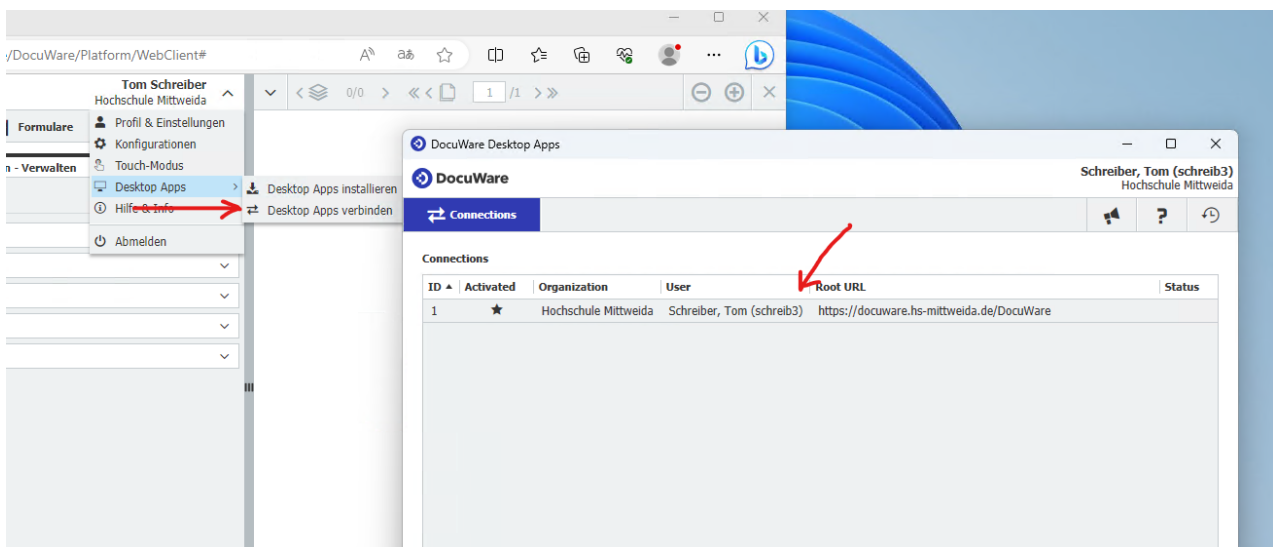 /DocuWare/Platform/WebClient#
Tom Schreiber
Hochschule Mittweida
0/0
1 /1
Formulare
n - Verwalten
Profil & Einstellungen
Konfigurationen
Touch-Modus
Desktop Apps
Hilfe & Info
Abmelden
Desktop Apps installieren
Desktop Apps verbinden
DocuWare Desktop Apps
DocuWare
Schreiber, Tom (schreib3)
Hochschule Mittweida
Connections
Connections
ID Activated Organization User Root URL Status
1 Hochschule Mittweida Schreiber, Tom (schreib3) https://docuware.hs-mittweida.de/DocuWare